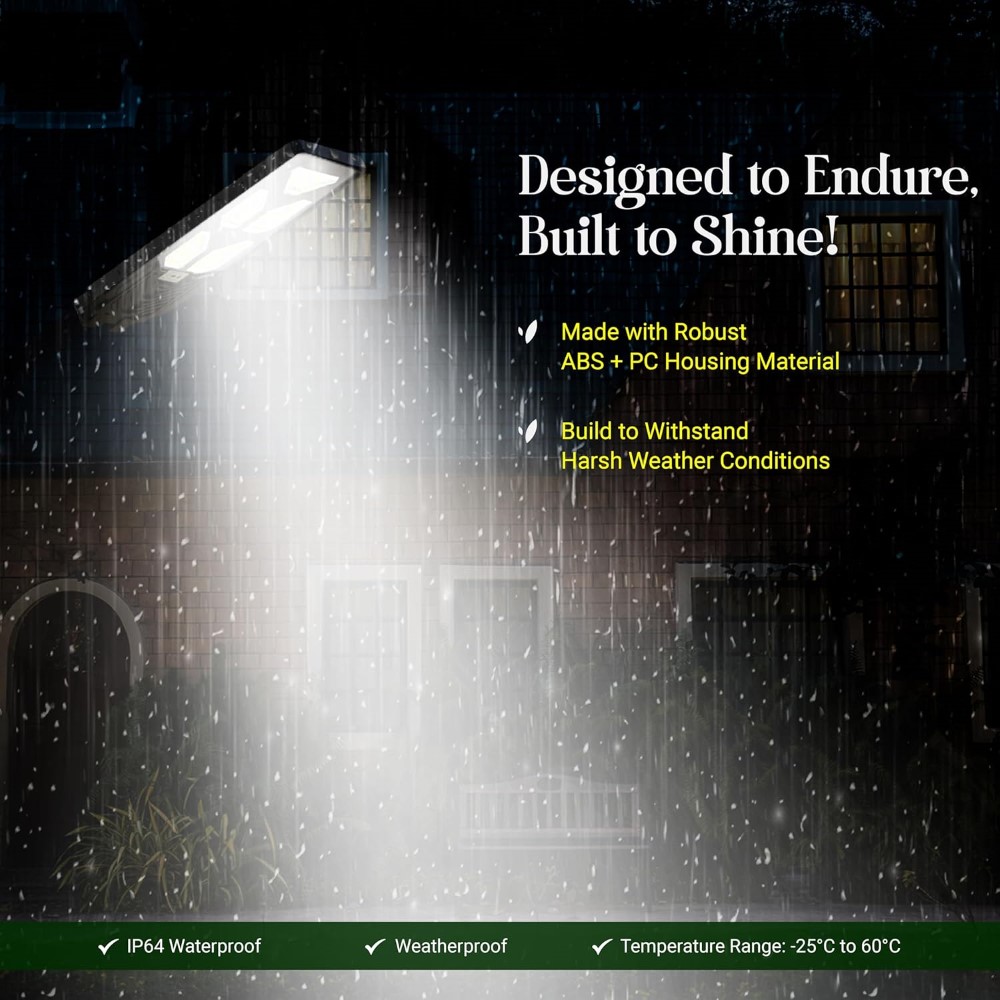 Designed to Endure,
Built to Shine!
Made with Robust
ABS + PC Housing Material
Build to Withstand
Harsh Weather Conditions
IP64 Waterproof
Weatherproof
Temperature Range: -25°C to 60°C